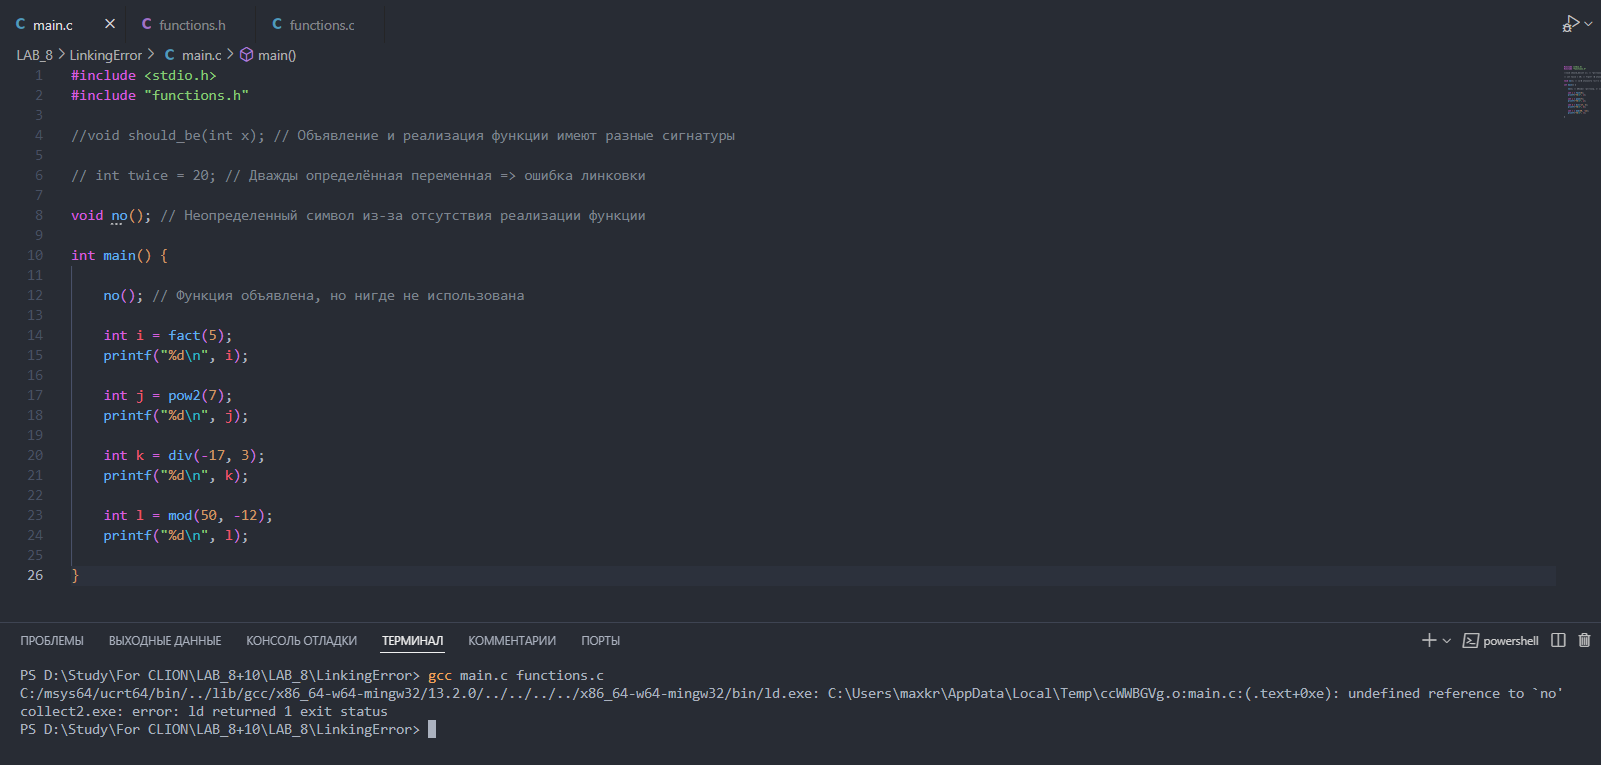 C main.c × C functions.h C functions.c
LAB_8 > LinkingError > C main.c > main()
1 #include <stdio.h>
2 #include "functions.h"
3
4 //void should_be(int x); // Объявление и реализация функции имеют разные сигнатуры
5
6 // int twice = 20; // Дважды определённая переменная => ошибка линковки
7
8 void no(); // Неопределенный символ из-за отсутствия реализации функции
9
10 int main() {
11
12 no(); // Функция объявлена, но нигде не использована
13
14 int i = fact(5);
15 printf("%d\n", i);
16
17 int j = pow2(7);
18 printf("%d\n", j);
19
20 int k = div(-17, 3);
21 printf("%d\n", k);
22
23 int l = mod(50, -12);
24 printf("%d\n", l);
25
26 }
ПРОБЛЕМЫ ВЫХОДНЫЕ ДАННЫЕ КОНСОЛЬ ОТЛАДКИ ТЕРМИНАЛ КОММЕНТАРИИ ПОРТЫ powershell
PS D:\Study\For CLION\LAB_8+10\LAB_8\LinkingError> gcc main.c functions.c
C:/msys64/ucrt64/bin/../lib/gcc/x86_64-w64-mingw32/13.2.0/../../../../x86_64-w64-mingw32/bin/ld.exe: C:\Users\maxkr\AppData\Local\Temp\ccWWBGVg.o:main.c:(.text+0xe): undefined reference to `no'
collect2.exe: error: ld returned 1 exit status
PS D:\Study\For CLION\LAB_8+10\LAB_8\LinkingError>